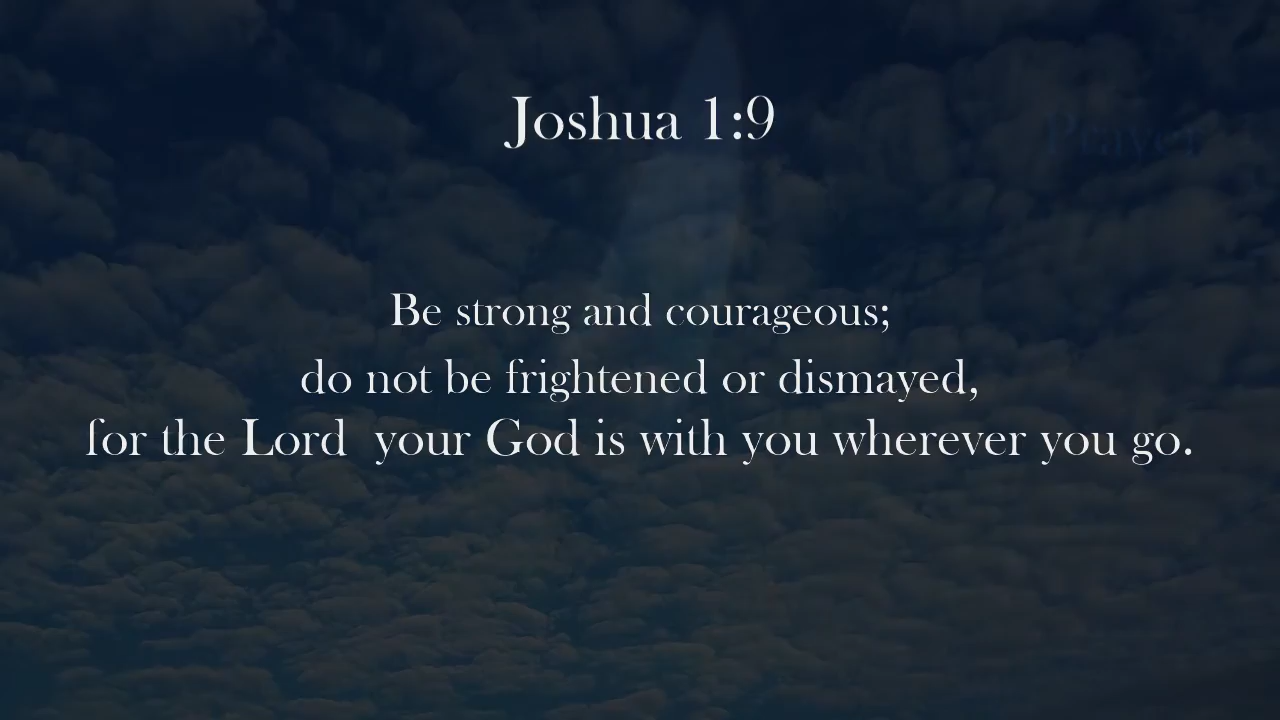 Joshua 1:9
Prayer
Be strong and courageous;
do not be frightened or dismayed,
for the Lord  your God is with you wherever you go.